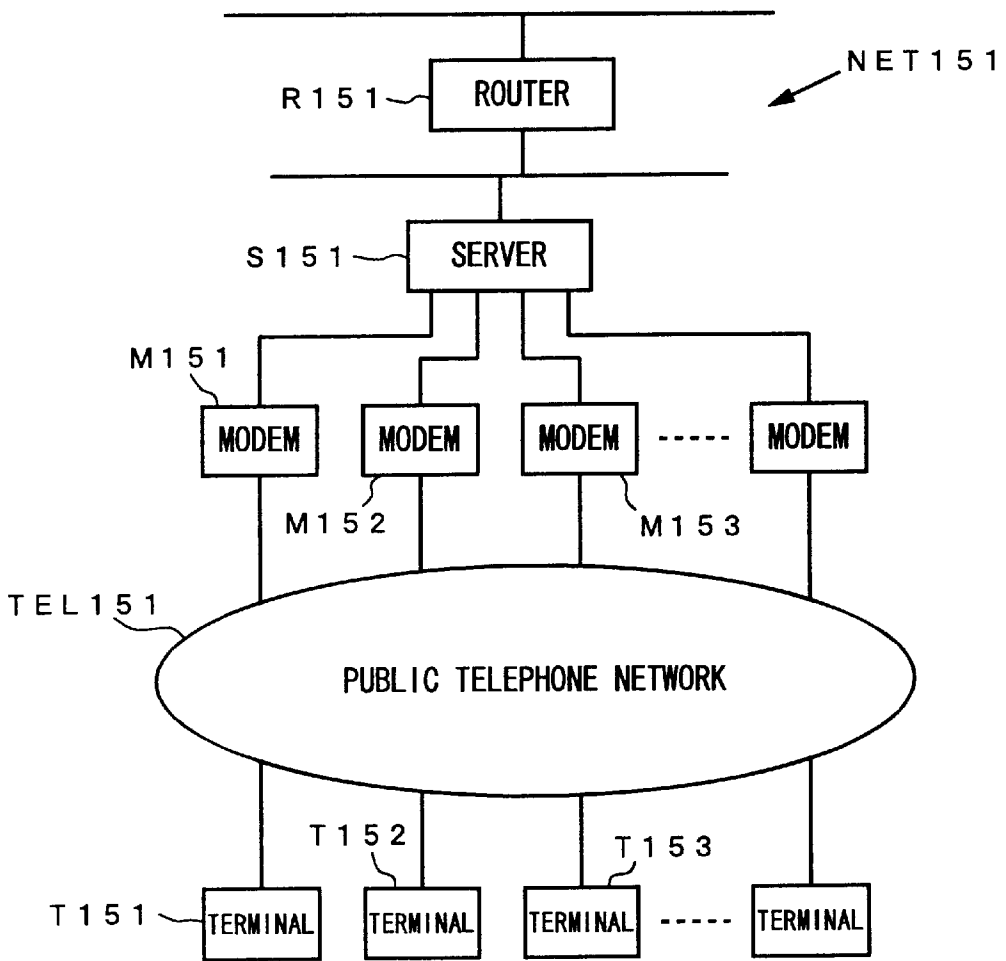 NET151
R151
ROUTER
S151
SERVER
M151
MODEM
MODEM
MODEM
MODEM
M152
M153
TEL151
PUBLIC TELEPHONE NETWORK
T152
T153
T151
TERMINAL
TERMINAL
TERMINAL
TERMINAL